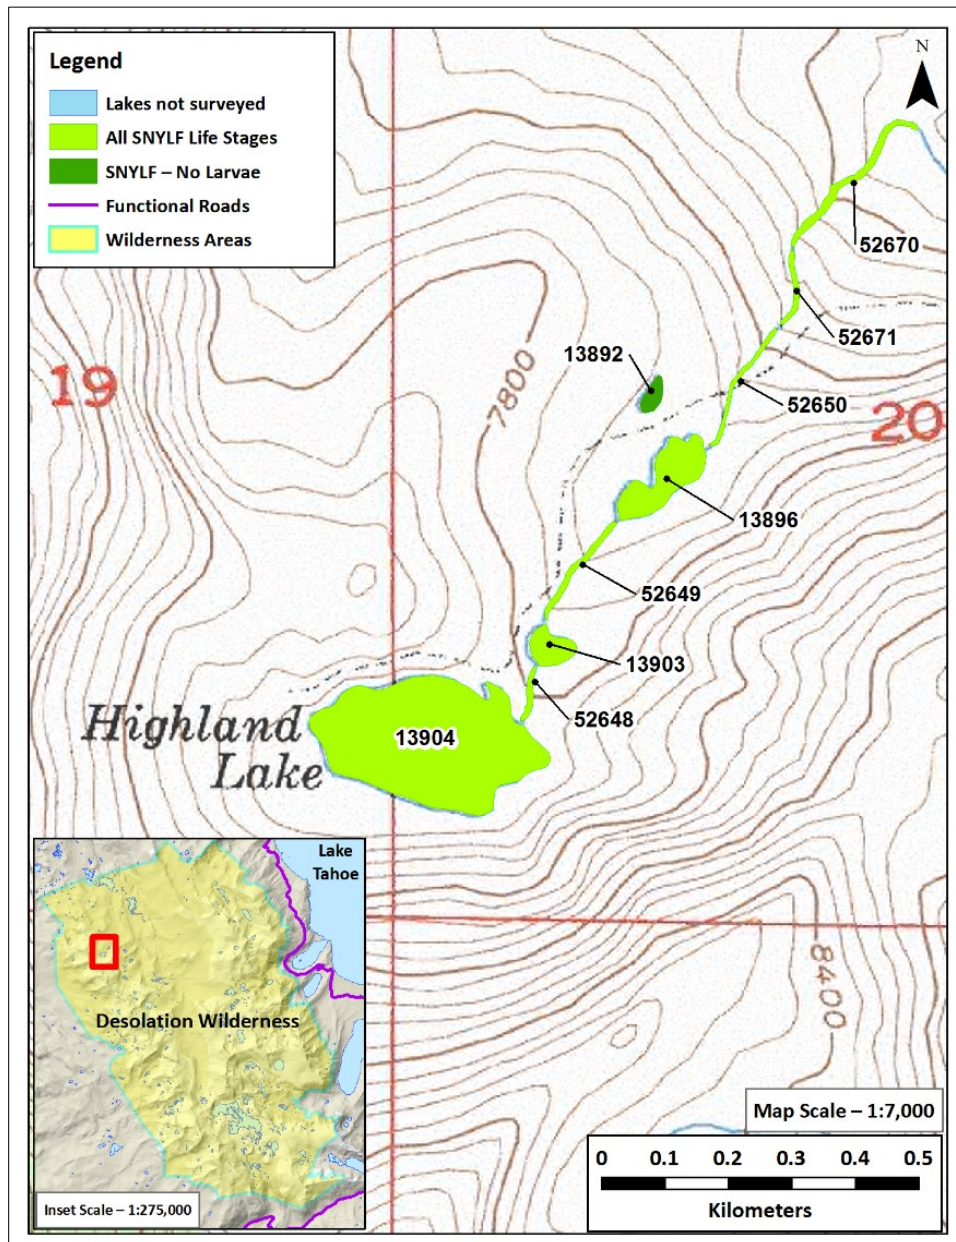 Legend
Lakes not surveyed
All SNYLF Life Stages
SNYLF – No Larvae
Functional Roads
Wilderness Areas
N
52670
52671
13892
52650
19
7800
20
13896
52649
13903
52648
Highland
Lake
13904
Lake
Tahoe
Desolation Wilderness
8400
Map Scale – 1:7,000
0 0.1 0.2 0.3 0.4 0.5
Kilometers
Inset Scale – 1:275,000